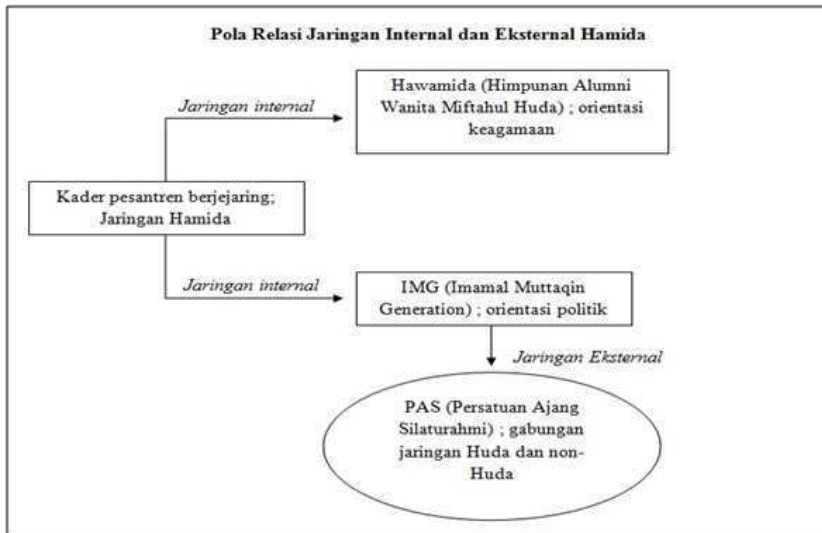 Pola Relasi Jaringan Internal dan Eksternal Hamida
Jaringan internal
Hawamida (Himpunan Alumni
Wanita Miftahul Huda) ; orientasi
keagamaan
Kader pesantren berjejaring;
Jaringan Hamida
Jaringan internal
IMG (Imamal Muttaqin
Generation) ; orientasi politik
Jaringan Eksternal
PAS (Persatuan Ajang
Silaturahmi) ; gabungan
jaringan Huda dan non-
Huda